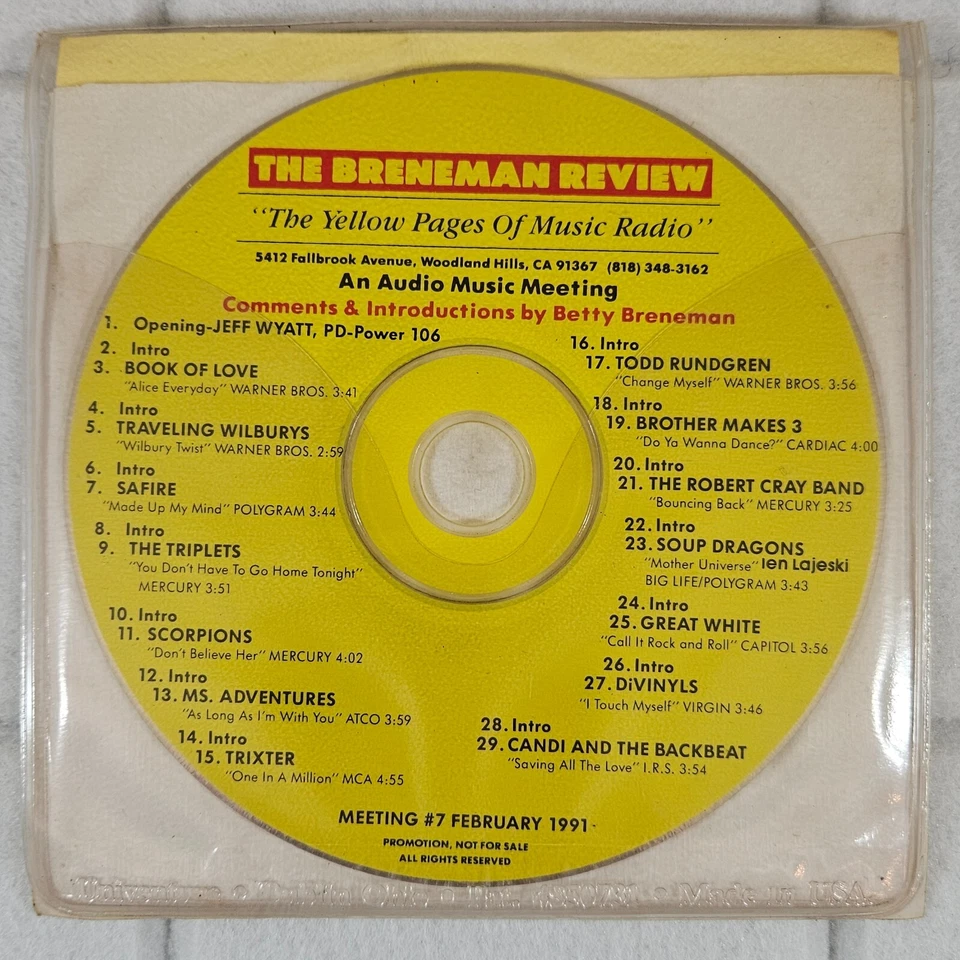 THE BRENEMAN REVIEW
"The Yellow Pages Of Music Radio"
5412 Fallbrook Avenue, Woodland Hills, CA 91367 (818) 348-3162
An Audio Music Meeting
Comments & Introductions by Betty Breneman
1. Opening-JEFF WYATT, PD-Power 106
2. Intro
3. BOOK OF LOVE
"Alice Everyday" WARNER BROS. 3:41
4. Intro
5. TRAVELING WILBURYS
"Wilbury Twist" WARNER BROS. 2:59
6. Intro
7. SAFIRE
"Made Up My Mind" POLYGRAM 3:44
8. Intro
9. THE TRIPLETS
"You Don't Have To Go Home Tonight"
MERCURY 3:51
10. Intro
11. SCORPIONS
"Don't Believe Her" MERCURY 4:02
12. Intro
13. MS. ADVENTURES
"As Long As I'm With You" ATCO 3:59
14. Intro
15. TRIXTER
"One In A Million" MCA 4:55
16. Intro
17. TODD RUNDGREN
"Change Myself" WARNER BROS. 3:56
18. Intro
19. BROTHER MAKES 3
"Do Ya Wanna Dance?" CARDIAC 4:00
20. Intro
21. THE ROBERT CRAY BAND
"Bouncing Back" MERCURY 3:25
22. Intro
23. SOUP DRAGONS
"Mother Universe" Ien Lajeski
BIG LIFE/POLYGRAM 3:43
24. Intro
25. GREAT WHITE
"Call It Rock and Roll" CAPITOL 3:56
26. Intro
27. DiVINYLS
"I Touch Myself" VIRGIN 3:46
28. Intro
29. CANDI AND THE BACKBEAT
"Saving All The Love" I.R.S. 3:54
MEETING #7 FEBRUARY 1991
PROMOTION, NOT FOR SALE
ALL RIGHTS RESERVED
Univenture • Made in USA